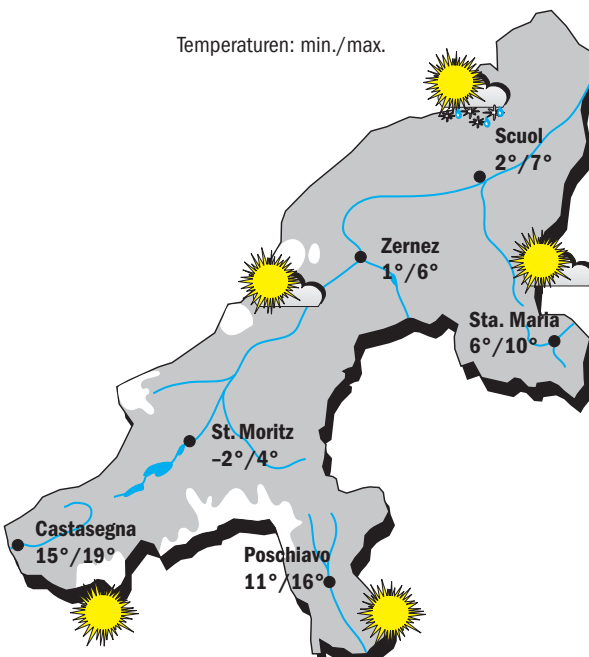 Temperaturen: min./max.
Scuol
2°/7°
Zernez
1°/6°
Sta. Maria
6°/10°
St. Moritz
–2°/4°
Castasegna
15°/19°
Poschiavo
11°/16°